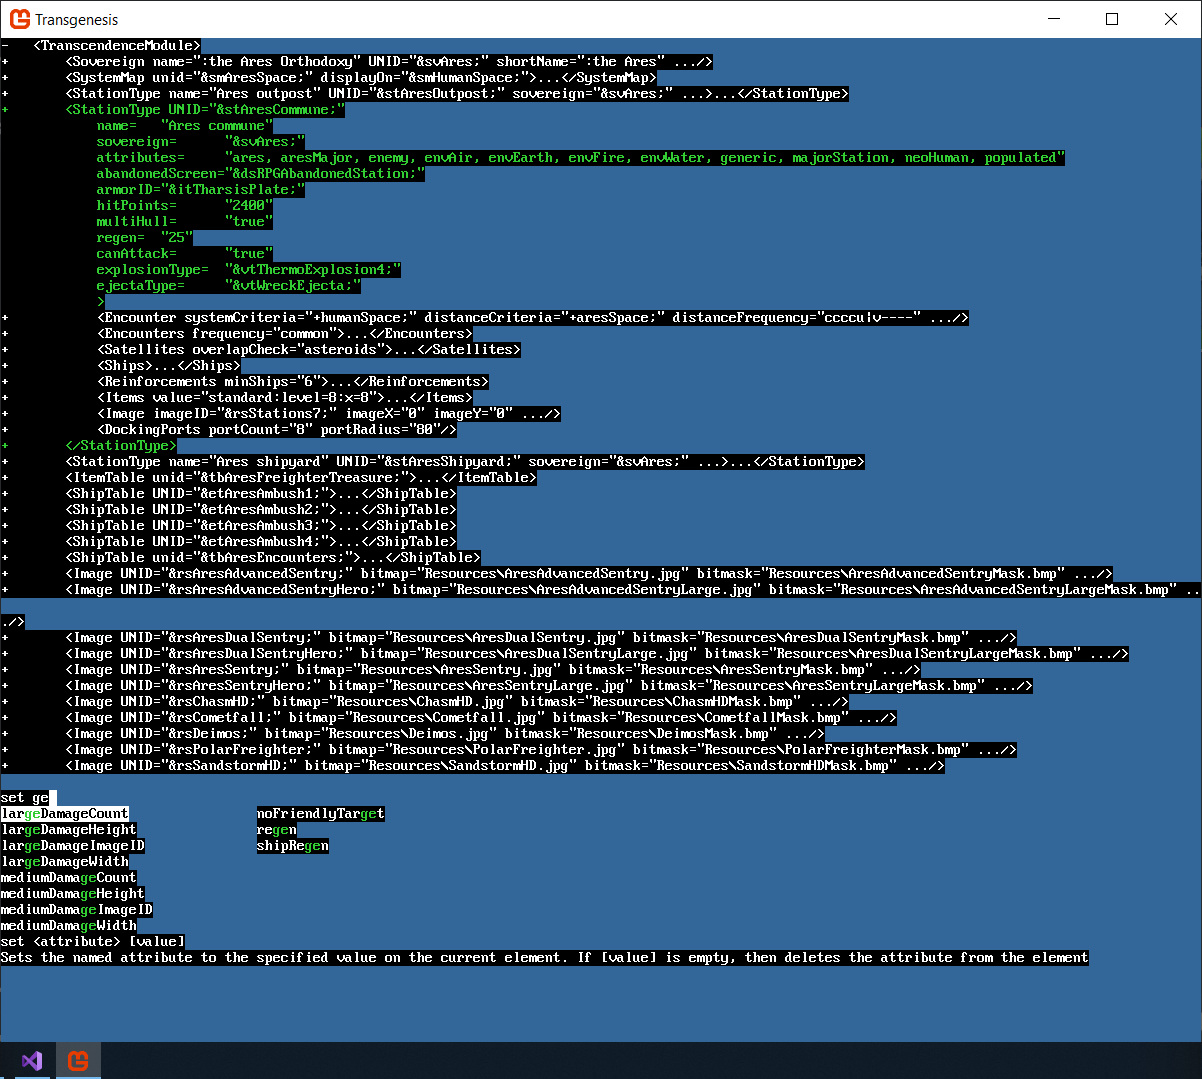 Transgenesis
-   <TranscendenceModule>
+       <Sovereign name=":the Ares Orthodoxy" UNID="&svAres;" shortName=":the Ares" .../>
+       <SystemMap unid="&smAresSpace;" displayOn="&smHumanSpace;">...</SystemMap>
+       <StationType name="Ares outpost" UNID="&stAresOutpost;" sovereign="&svAres;" ...>...</StationType>
+       <StationType UNID="&stAresCommune;"
            name=   "Ares commune"
            sovereign=      "&svAres;"
            attributes=     "ares, aresMajor, enemy, envAir, envEarth, envFire, envWater, generic, majorStation, neoHuman, populated"
            abandonedScreen="&dsRPGAbandonedStation;"
            armorID="&itTharsisPlate;"
            hitPoints=      "2400"
            multiHull=      "true"
            regen=  "25"
            canAttack=      "true"
            explosionType=  "&vtThermoExplosion4;"
            ejectaType=     "&vtWreckEjecta;"
            >
+           <Encounter systemCriteria="+humanSpace;" distanceCriteria="+aresSpace;" distanceFrequency="ccccu|v----" .../>
+           <Encounters frequency="common">...</Encounters>
+           <Satellites overlapCheck="asteroids">...</Satellites>
+           <Ships>...</Ships>
+           <Reinforcements minShips="6">...</Reinforcements>
+           <Items value="standard:level=8:x=8">...</Items>
+           <Image imageID="&rsStations7;" imageX="0" imageY="0" .../>
+           <DockingPorts portCount="8" portRadius="80"/>
+       </StationType>
+       <StationType name="Ares shipyard" UNID="&stAresShipyard;" sovereign="&svAres;" ...>...</StationType>
+       <ItemTable unid="&tbAresFreighterTreasure;">...</ItemTable>
+       <ShipTable UNID="&etAresAmbush1;">...</ShipTable>
+       <ShipTable UNID="&etAresAmbush2;">...</ShipTable>
+       <ShipTable UNID="&etAresAmbush3;">...</ShipTable>
+       <ShipTable UNID="&etAresAmbush4;">...</ShipTable>
+       <ShipTable unid="&tbAresEncounters;">...</ShipTable>
+       <Image UNID="&rsAresAdvancedSentry;" bitmap="Resources\AresAdvancedSentry.jpg" bitmask="Resources\AresAdvancedSentryMask.bmp" .../>
+       <Image UNID="&rsAresAdvancedSentryHero;" bitmap="Resources\AresAdvancedSentryLarge.jpg" bitmask="Resources\AresAdvancedSentryLargeMask.bmp" ..
./>
+       <Image UNID="&rsAresDualSentry;" bitmap="Resources\AresDualSentry.jpg" bitmask="Resources\AresDualSentryMask.bmp" .../>
+       <Image UNID="&rsAresDualSentryHero;" bitmap="Resources\AresDualSentryLarge.jpg" bitmask="Resources\AresDualSentryLargeMask.bmp" .../>
+       <Image UNID="&rsAresSentry;" bitmap="Resources\AresSentry.jpg" bitmask="Resources\AresSentryMask.bmp" .../>
+       <Image UNID="&rsAresSentryHero;" bitmap="Resources\AresSentryLarge.jpg" bitmask="Resources\AresSentryLargeMask.bmp" .../>
+       <Image UNID="&rsChasmHD;" bitmap="Resources\ChasmHD.jpg" bitmask="Resources\ChasmHDMask.bmp" .../>
+       <Image UNID="&rsCometfall;" bitmap="Resources\Cometfall.jpg" bitmask="Resources\CometfallMask.bmp" .../>
+       <Image UNID="&rsDeimos;" bitmap="Resources\Deimos.jpg" bitmask="Resources\DeimosMask.bmp" .../>
+       <Image UNID="&rsPolarFreighter;" bitmap="Resources\PolarFreighter.jpg" bitmask="Resources\PolarFreighterMask.bmp" .../>
+       <Image UNID="&rsSandstormHD;" bitmap="Resources\SandstormHD.jpg" bitmask="Resources\SandstormHDMask.bmp" .../>
set ge
largeDamageCount                noFriendlyTarget
largeDamageHeight               regen
largeDamageImageID              shipRegen
largeDamageWidth
mediumDamageCount
mediumDamageHeight
mediumDamageImageID
mediumDamageWidth
set <attribute> [value]
Sets the named attribute to the specified value on the current element. If [value] is empty, then deletes the attribute from the element